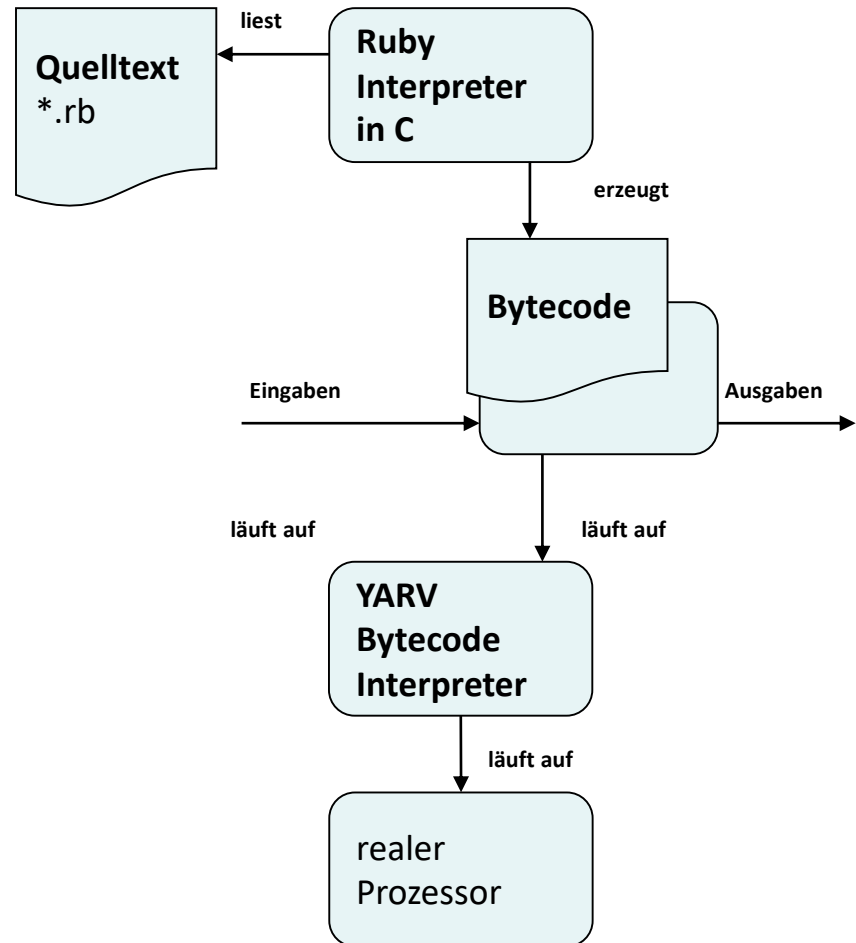 liest
Quelltext
*.rb
Ruby
Interpreter
in C
erzeugt
Bytecode
Eingaben
Ausgaben
läuft auf
läuft auf
YARV
Bytecode
Interpreter
läuft auf
realer
Prozessor